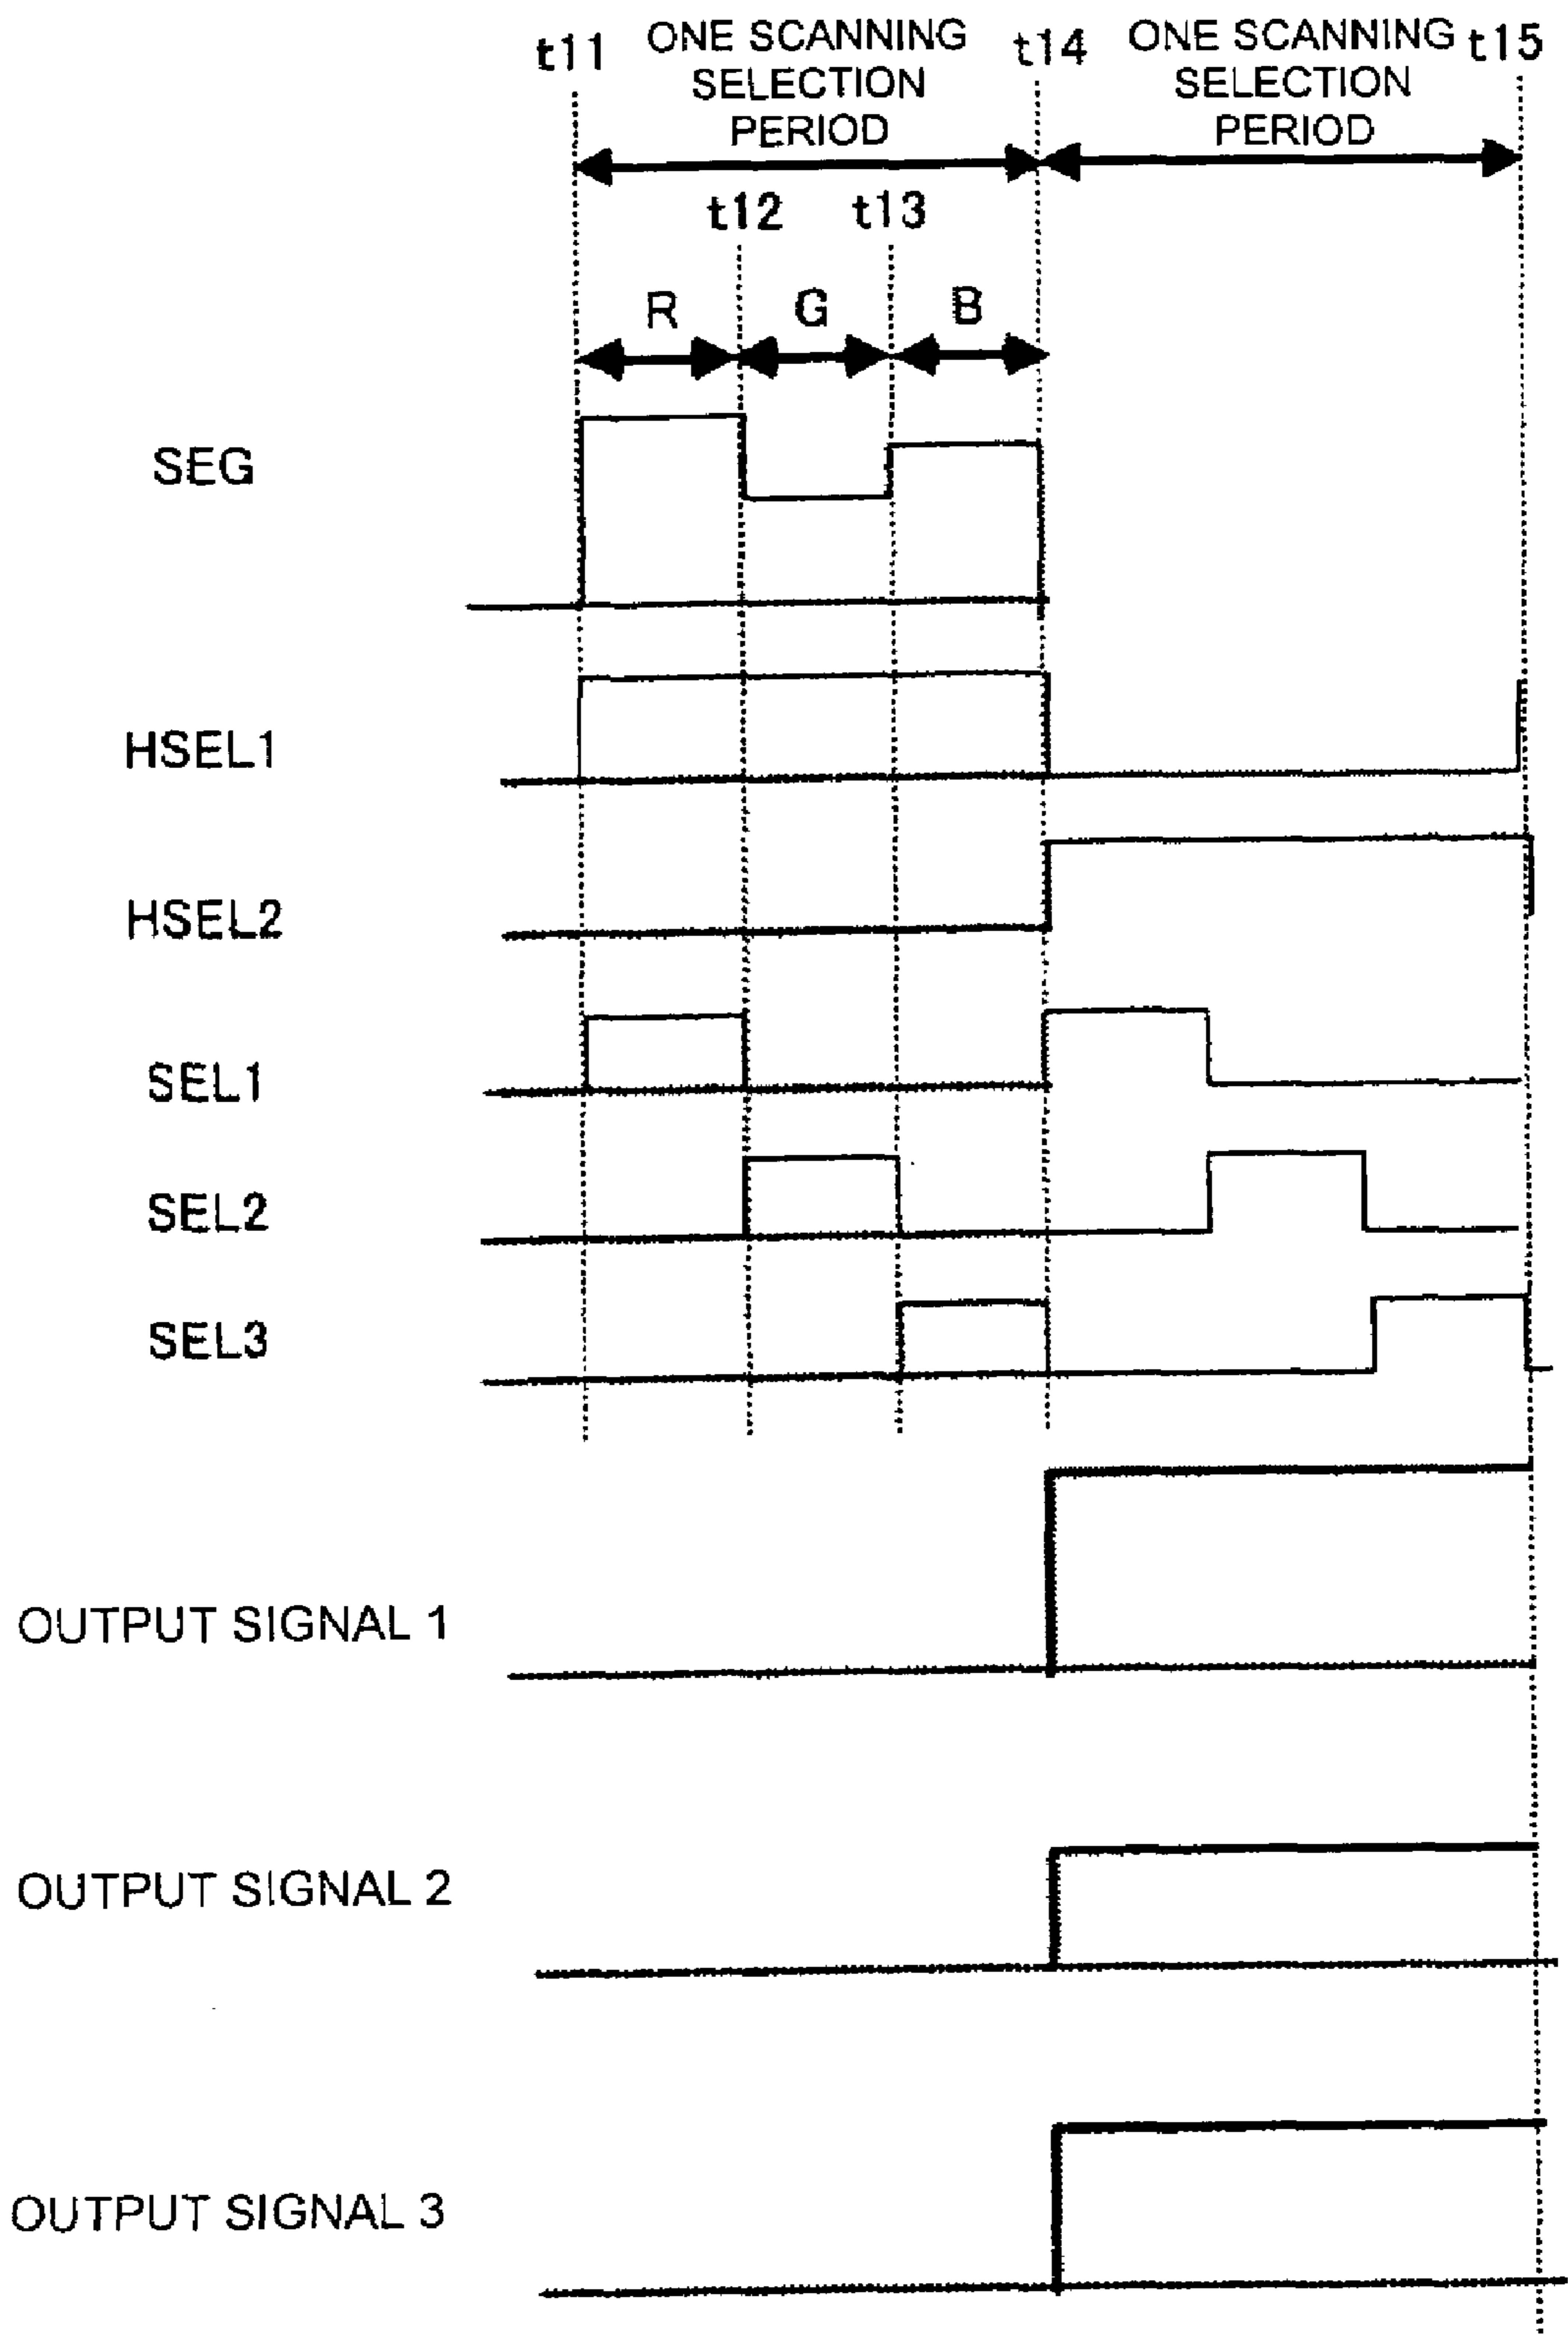 t11 ONE SCANNING SELECTION PERIOD t14 ONE SCANNING SELECTION PERIOD t15
t12 t13
R G B
SEG
HSEL1
HSEL2
SEL1
SEL2
SEL3
OUTPUT SIGNAL 1
OUTPUT SIGNAL 2
OUTPUT SIGNAL 3